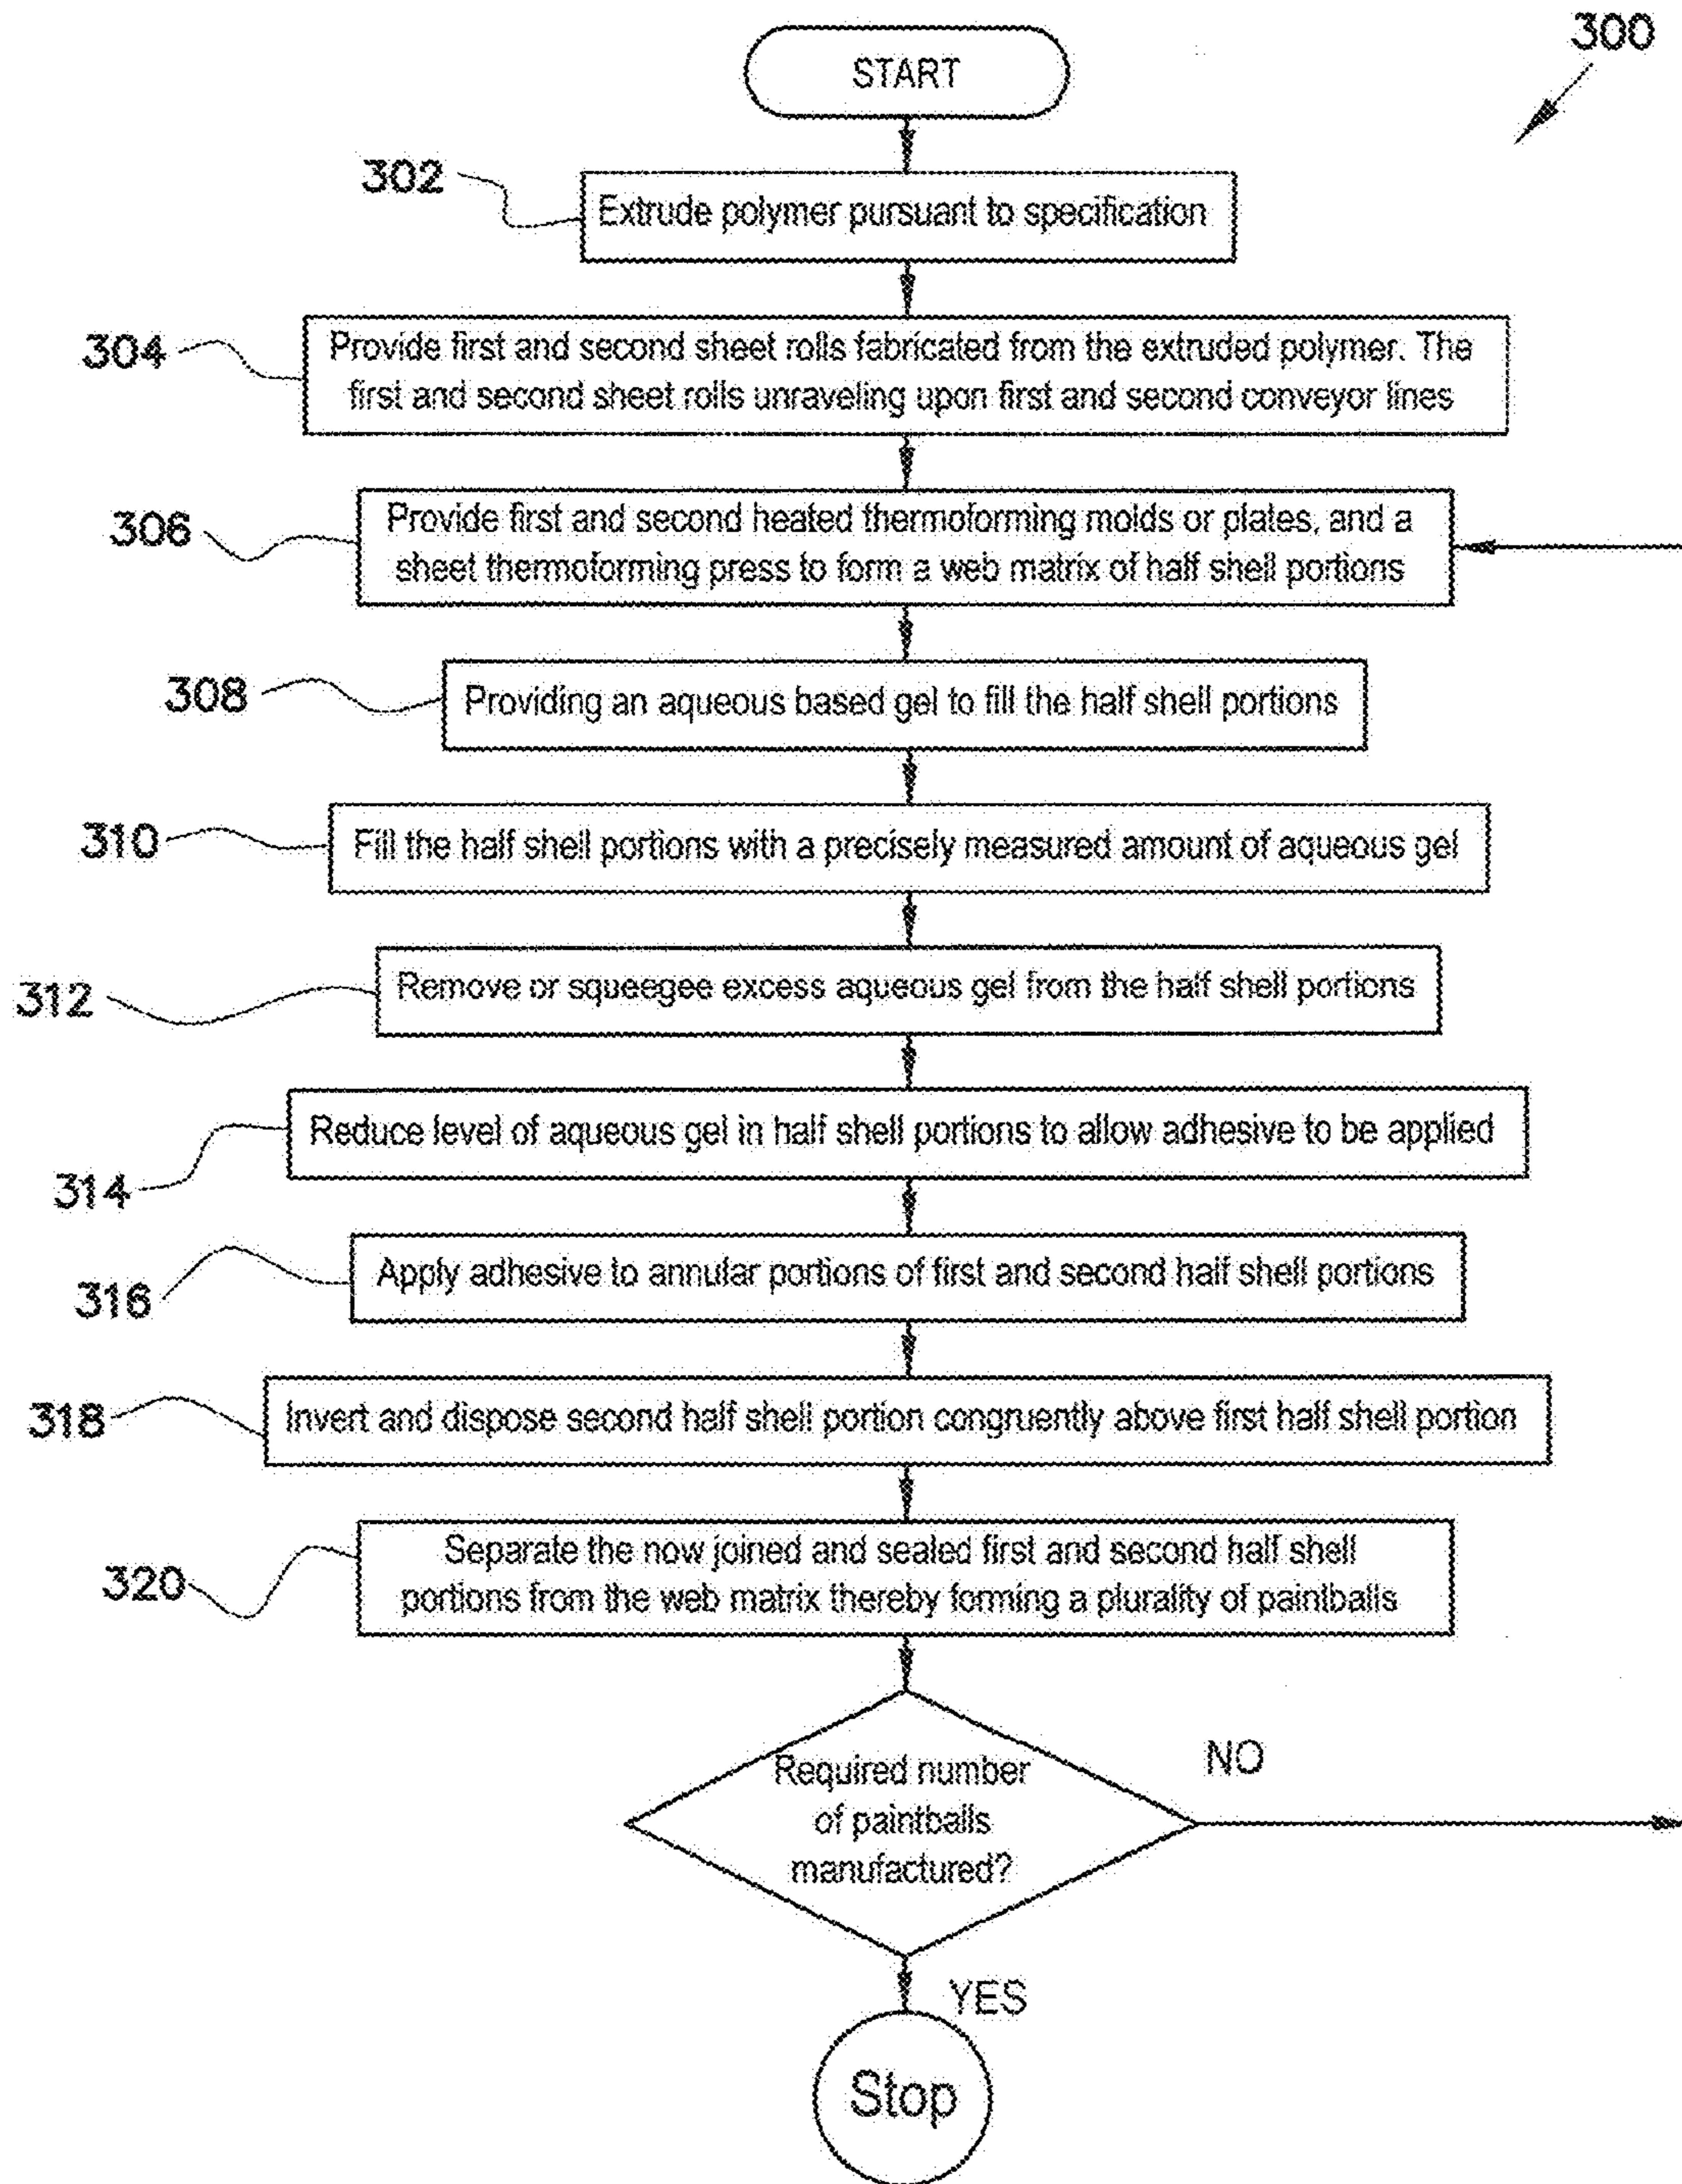 300
START
302
Extrude polymer pursuant to specification
304
Provide first and second sheet rolls fabricated from the extruded polymer. The
first and second sheet rolls unraveling upon first and second conveyor lines
306
Provide first and second heated thermoforming molds or plates, and a
sheet thermoforming press to form a web matrix of half shell portions
308
Providing an aqueous based gel to fill the half shell portions
310
Fill the half shell portions with a precisely measured amount of aqueous gel
312
Remove or squeegee excess aqueous gel from the half shell portions
314
Reduce level of aqueous gel in half shell portions to allow adhesive to be applied
316
Apply adhesive to annular portions of first and second half shell portions
318
Invert and dispose second half shell portion congruently above first half shell portion
320
Separate the now joined and sealed first and second half shell
portions from the web matrix thereby forming a plurality of paintballs
Required number
of paintballs
manufactured?
NO
YES
Stop